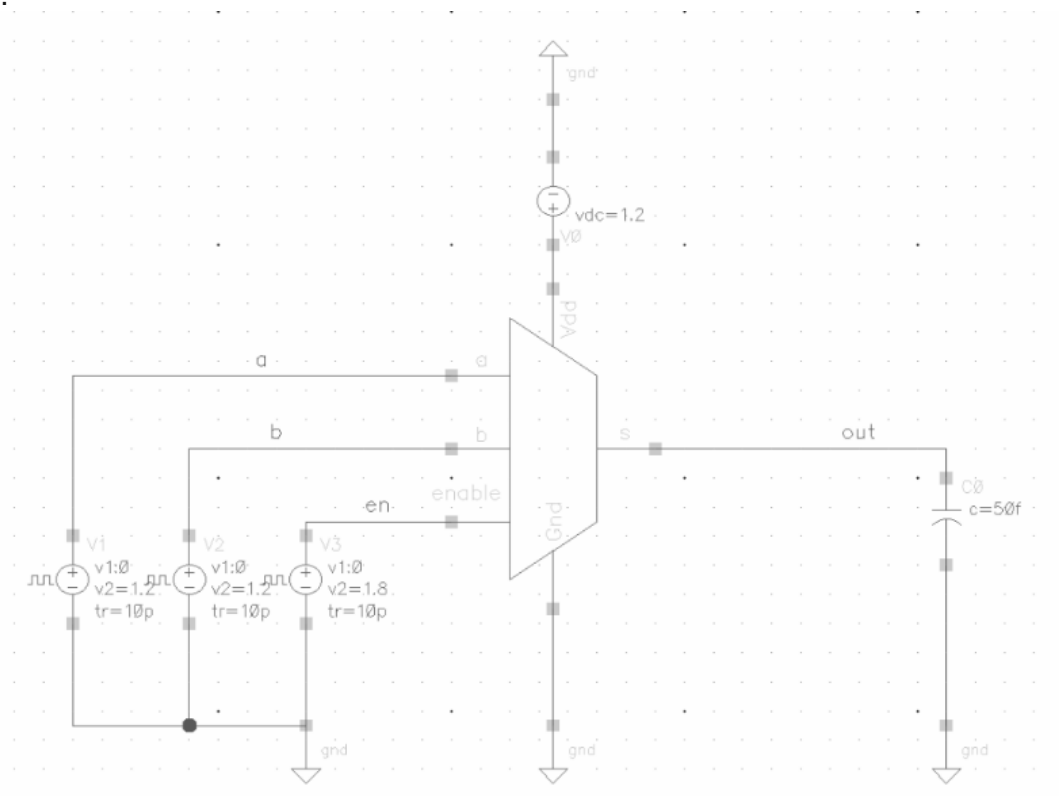 .
gnd
vdc=1.2
V0
Vdd
a
a
b
b
s
out
en
enable
Gnd
C0
c=50f
V1
V2
V3
v1:0
v1:0
v1:0
v2=1.2
v2=1.2
v2=1.8
tr=10p
tr=10p
tr=10p
gnd
gnd
gnd